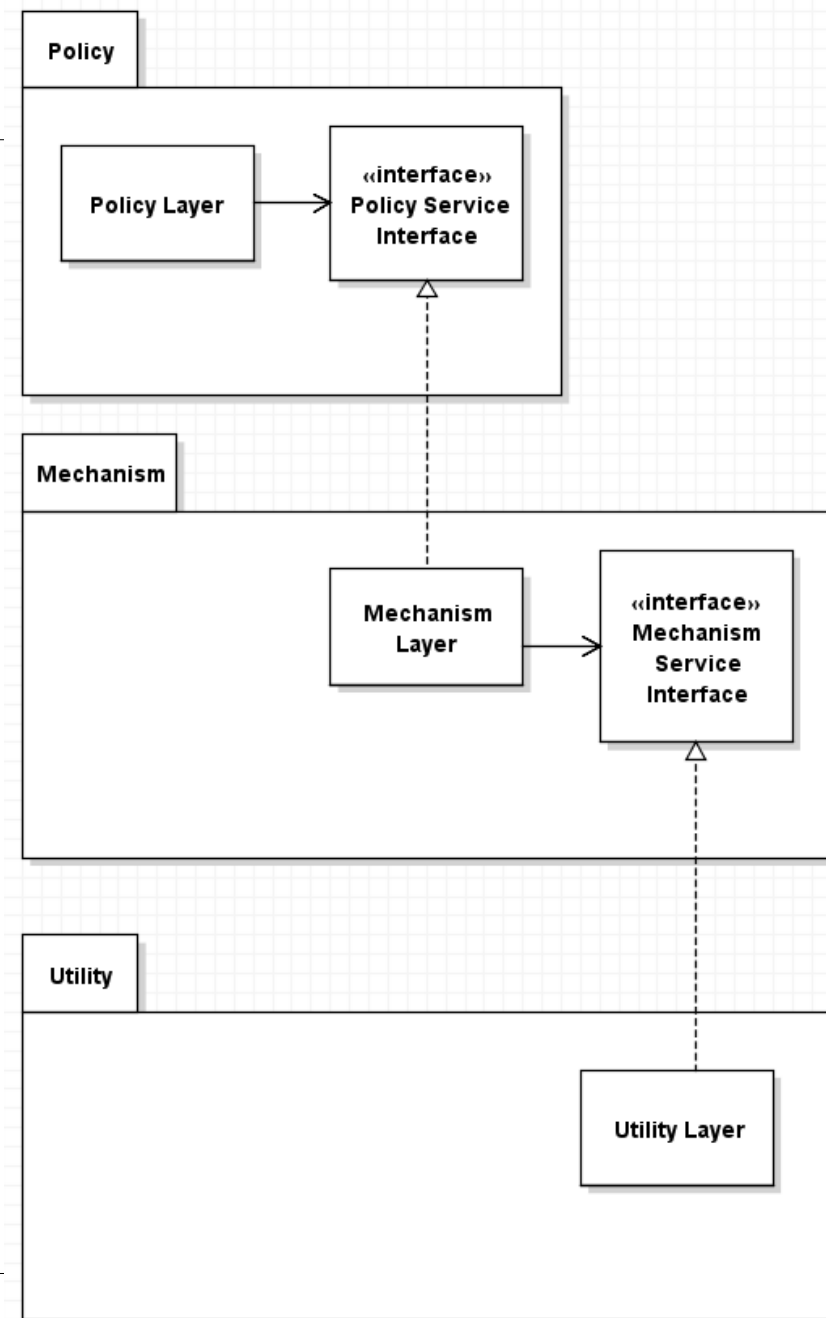 Policy
Policy Layer
«interface»
Policy Service
Interface
Mechanism
Mechanism
Layer
«interface»
Mechanism
Service
Interface
Utility
Utility Layer